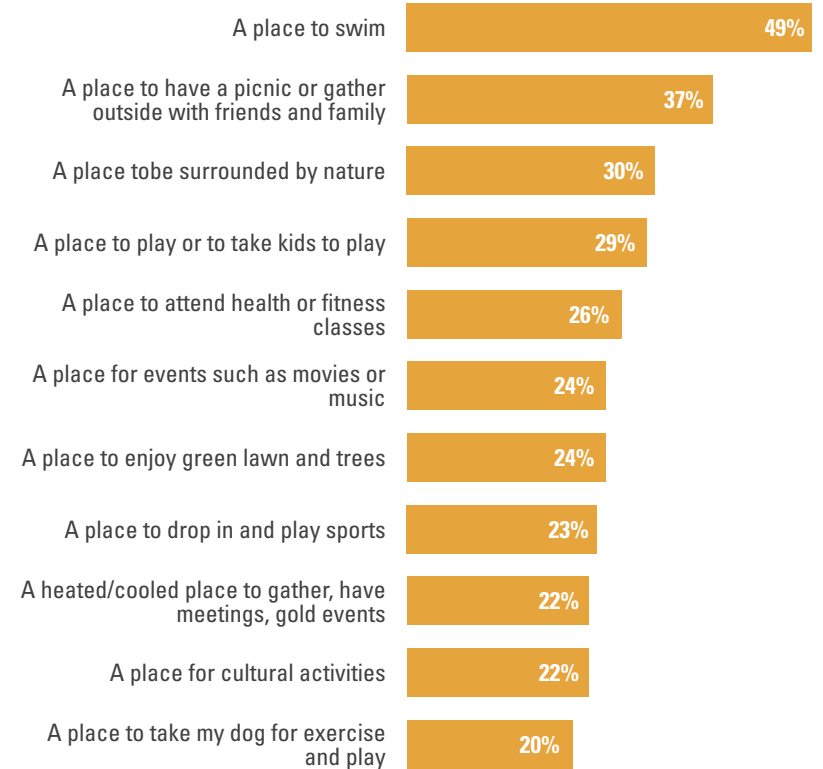 A place to swim
49%
A place to have a picnic or gather
outside with friends and family
37%
A place tobe surrounded by nature
30%
A place to play or to take kids to play
29%
A place to attend health or fitness
classes
26%
A place for events such as movies or
music
24%
A place to enjoy green lawn and trees
24%
A place to drop in and play sports
23%
A heated/cooled place to gather, have
meetings, gold events
22%
A place for cultural activities
22%
A place to take my dog for exercise
and play
20%